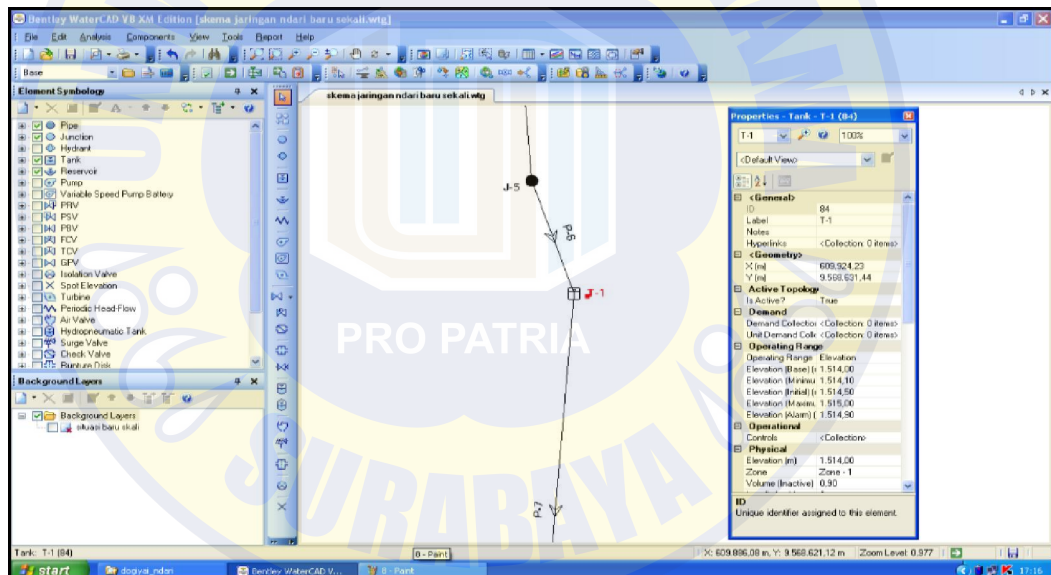 Bentley WaterCAD V8 XM Edition [skema jaringan ndari baru sekali.wtg]
File Edit Analysis Components View Tools Report Help
Base
Element Symbology
Pipe
Junction
Hydrant
Tank
Reservoir
Pump
Variable Speed Pump Battery
PRV
PSV
PBV
FCV
TCV
GPV
Isolation Valve
Spot Elevation
Turbine
Periodic Head-Flow
Air Valve
Hydropneumatic Tank
Surge Valve
Check Valve
Rupture Disk
Background Layers
Background Layers
situasi baru skali
skema jaringan ndari baru sekali.wtg
J-5
P-6
T-1
P-7
PRO PATRIA
SURABAYA
Properties - Tank - T-1 (84)
T-1 100%
<Default View>
<General>
ID 84
Label T-1
Notes
Hyperlinks <Collection: 0 items>
<Geometry>
X (m) 609.924,23
Y (m) 9.568.631,44
Active Topology
Is Active? True
Demand
Demand Collectio <Collection: 0 items>
Unit Demand Colle <Collection: 0 items>
Operating Range
Operating Range Elevation
Elevation (Base) ( 1.514,00
Elevation (Minimu 1.514,10
Elevation (Initial) ( 1.514,50
Elevation (Maximu 1.515,00
Elevation (Alarm) ( 1.514,90
Operational
Controls <Collection>
Physical
Elevation (m) 1.514,00
Zone Zone - 1
Volume (Inactive) 0,90
ID
Unique identifier assigned to this element.
Tank: T-1 (84)
8 - Paint
X: 609.886,08 m, Y: 9.568.621,12 m Zoom Level: 0.977
start dogiyai_ndari Bentley WaterCAD V... 8 - Paint 17:16